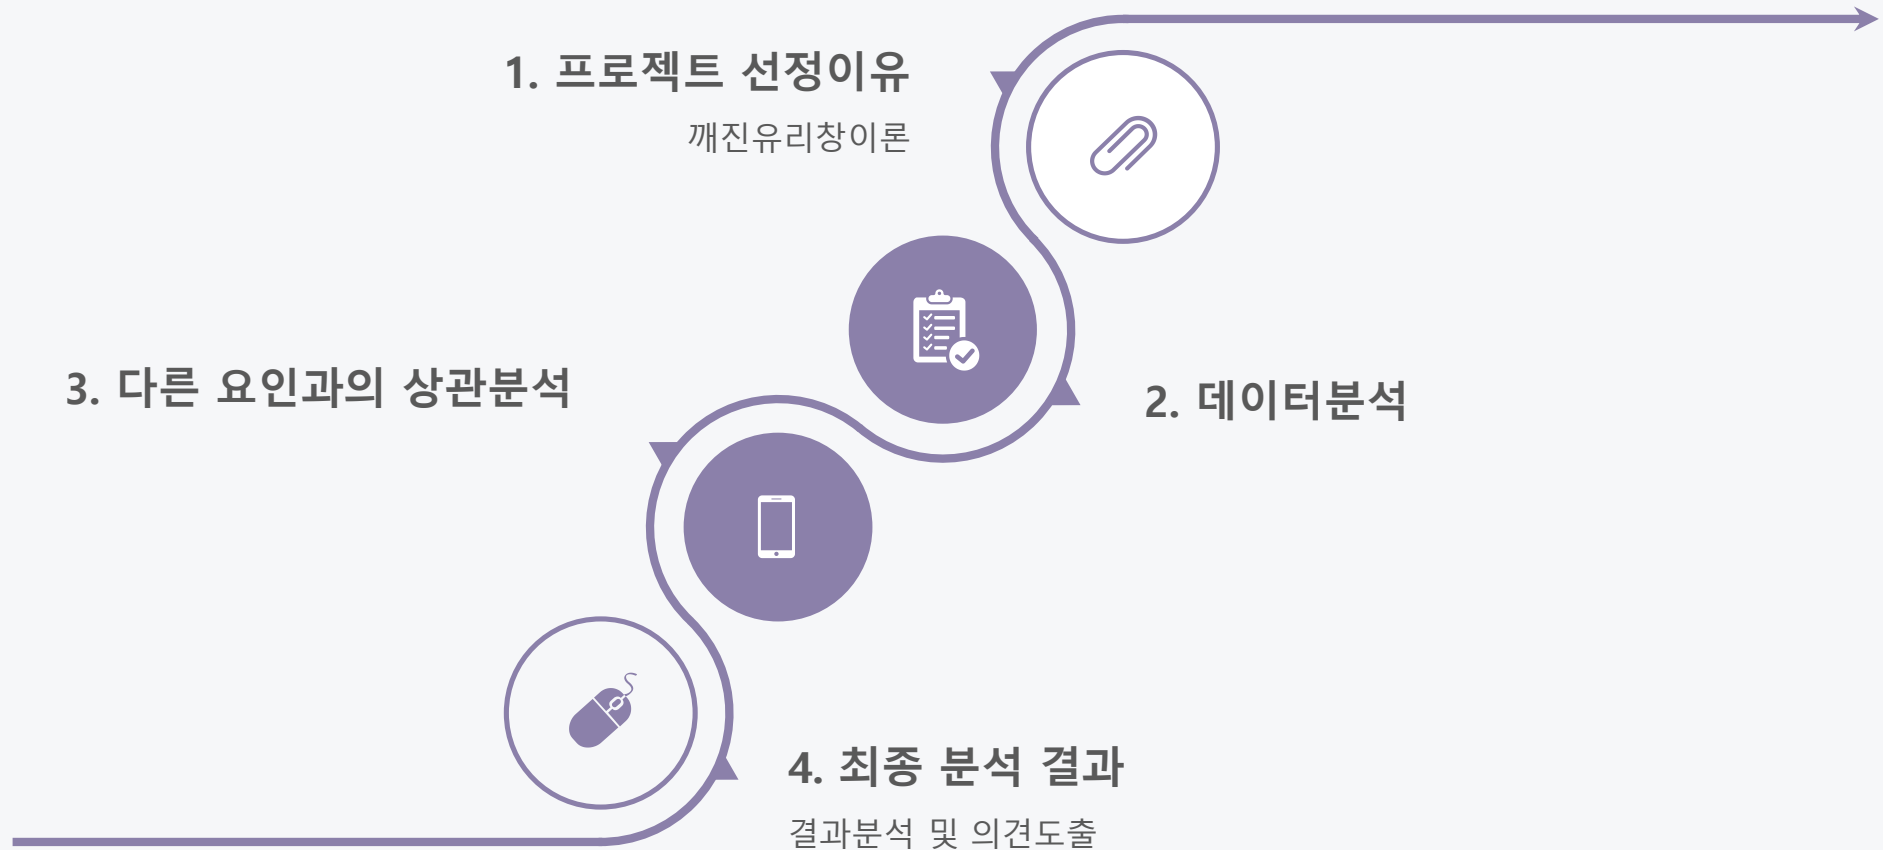 1. 프로젝트 선정이유
깨진유리창이론
2. 데이터분석
3. 다른 요인과의 상관분석
4. 최종 분석 결과
결과분석 및 의견도출